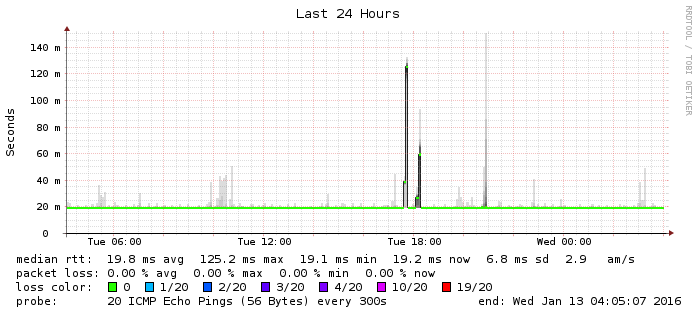 Last 24 Hours
RRDTOOL / TOBI OETIKER
Seconds
140 m
120 m
100 m
80 m
60 m
40 m
20 m
0
Tue 06:00 Tue 12:00 Tue 18:00 Wed 00:00
median rtt: 19.8 ms avg 125.2 ms max 19.1 ms min 19.2 ms now 6.8 ms sd 2.9 am/s
packet loss: 0.00 % avg 0.00 % max 0.00 % min 0.00 % now
loss color: 0 1/20 2/20 3/20 4/20 10/20 19/20
probe: 20 ICMP Echo Pings (56 Bytes) every 300s end: Wed Jan 13 04:05:07 2016